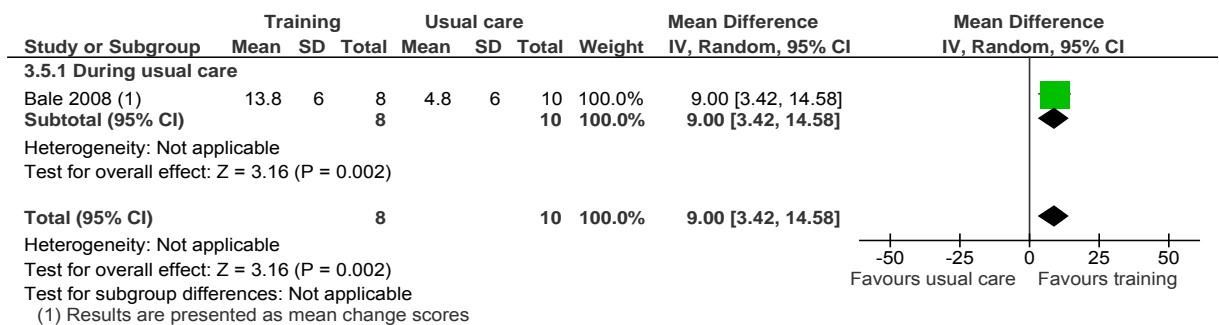 Training Usual care Mean Difference Mean Difference
Study or Subgroup Mean SD Total Mean SD Total Weight IV, Random, 95% CI IV, Random, 95% CI
3.5.1 During usual care
Bale 2008 (1) 13.8 6 8 4.8 6 10 100.0% 9.00 [3.42, 14.58]
Subtotal (95% CI) 8 10 100.0% 9.00 [3.42, 14.58]
Heterogeneity: Not applicable
Test for overall effect: Z = 3.16 (P = 0.002)
Total (95% CI) 8 10 100.0% 9.00 [3.42, 14.58]
Heterogeneity: Not applicable
Test for overall effect: Z = 3.16 (P = 0.002)
Test for subgroup differences: Not applicable
(1) Results are presented as mean change scores
-50 -25 0 25 50
Favours usual care Favours training